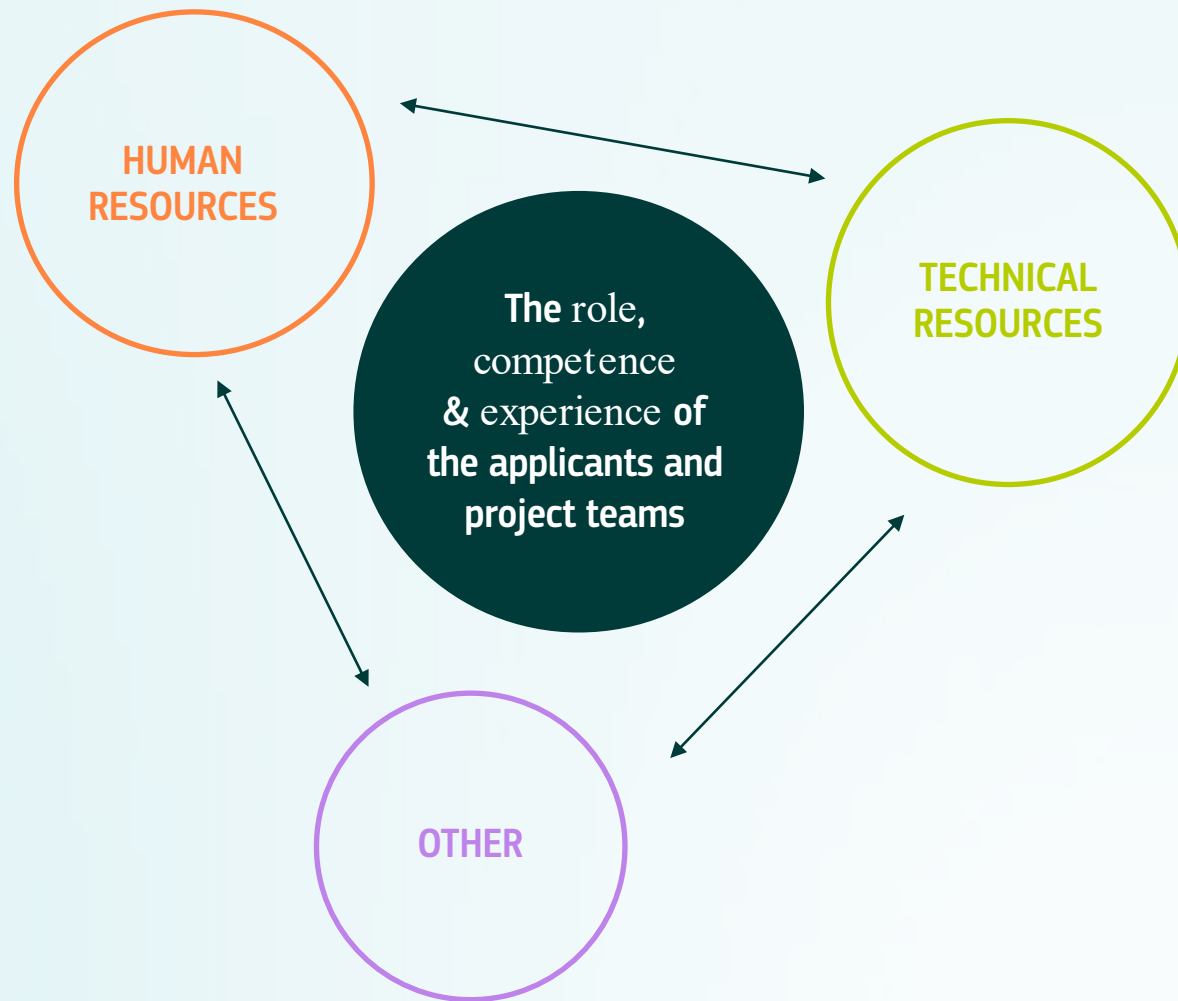 HUMAN
RESOURCES
TECHNICAL
RESOURCES
The role,
competence
& experience of
the applicants and
project teams
OTHER